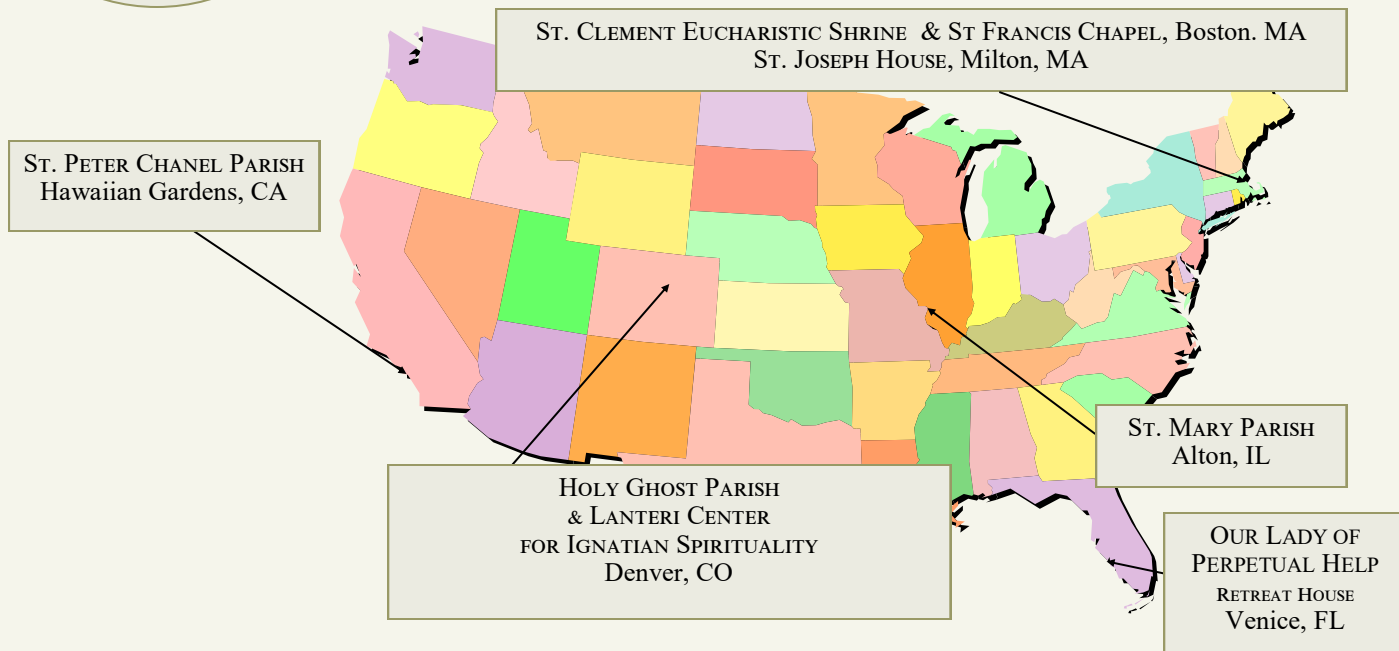 St. Clement Eucharistic Shrine & St Francis Chapel, Boston. MA
St. Joseph House, Milton, MA
St. Peter Chanel Parish
Hawaiian Gardens, CA
St. Mary Parish
Alton, IL
Holy Ghost Parish
& Lanteri Center
for Ignatian Spirituality
Denver, CO
Our Lady of
Perpetual Help
Retreat House
Venice, FL